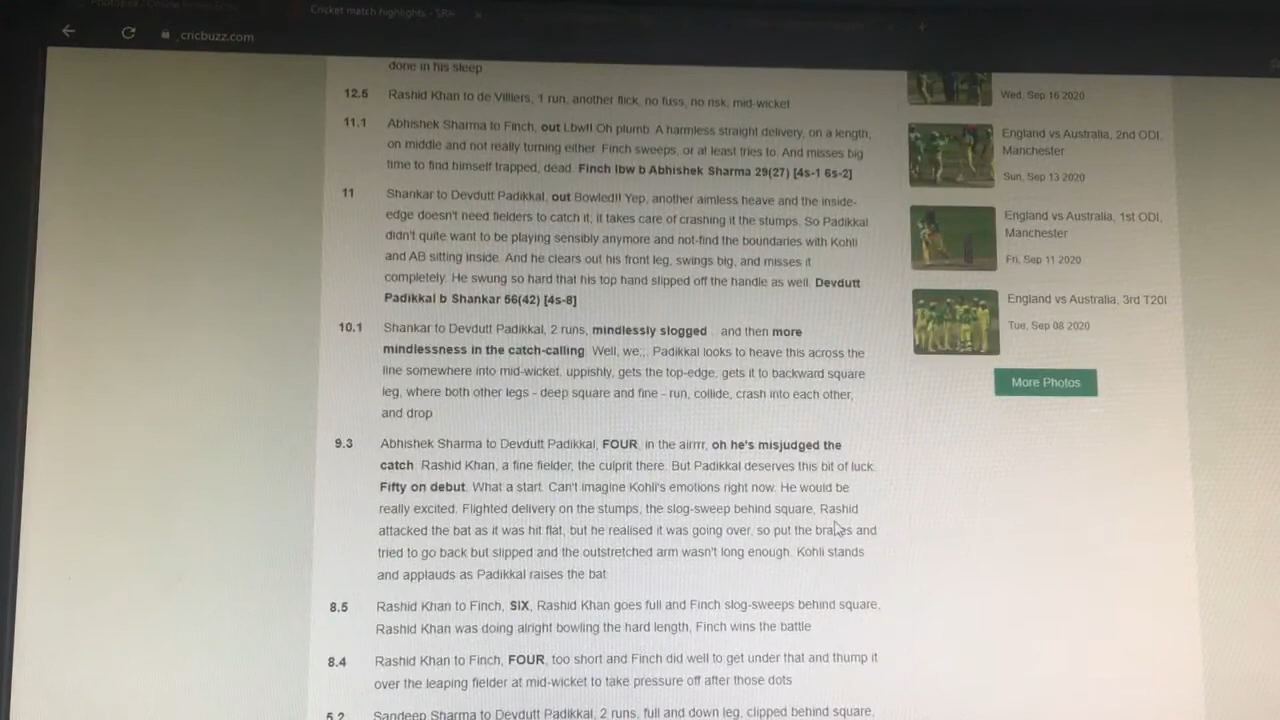 Cricket match highlights - SRH
cricbuzz.com
done in his sleep
12.5 Rashid Khan to de Villiers, 1 run, another flick, no fuss, no risk, mid-wicket
11.1 Abhishek Sharma to Finch, out Lbw!! Oh plumb. A harmless straight delivery, on a length,
on middle and not really turning either. Finch sweeps, or at least tries to. And misses big
time to find himself trapped, dead. Finch lbw b Abhishek Sharma 29(27) [4s-1 6s-2]
11 Shankar to Devdutt Padikkal, out Bowled!! Yep, another aimless heave and the inside-
edge doesn't need fielders to catch it, it takes care of crashing it the stumps. So Padikkal
didn't quite want to be playing sensibly anymore and not-find the boundaries with Kohli
and AB sitting inside. And he clears out his front leg, swings big, and misses it
completely. He swung so hard that his top hand slipped off the handle as well. Devdutt
Padikkal b Shankar 56(42) [4s-8]
10.1 Shankar to Devdutt Padikkal, 2 runs, mindlessly slogged .. and then more
mindlessness in the catch-calling. Well, we;;. Padikkal looks to heave this across the
line somewhere into mid-wicket, uppishly, gets the top-edge, gets it to backward square
leg, where both other legs - deep square and fine - run, collide, crash into each other,
and drop
9.3 Abhishek Sharma to Devdutt Padikkal, FOUR, in the airrrr, oh he's misjudged the
catch. Rashid Khan, a fine fielder, the culprit there. But Padikkal deserves this bit of luck.
Fifty on debut. What a start. Can't imagine Kohli's emotions right now. He would be
really excited. Flighted delivery on the stumps, the slog-sweep behind square, Rashid
attacked the bat as it was hit flat, but he realised it was going over, so put the brakes and
tried to go back but slipped and the outstretched arm wasn't long enough. Kohli stands
and applauds as Padikkal raises the bat
8.5 Rashid Khan to Finch, SIX, Rashid Khan goes full and Finch slog-sweeps behind square,
Rashid Khan was doing alright bowling the hard length, Finch wins the battle
8.4 Rashid Khan to Finch, FOUR, too short and Finch did well to get under that and thump it
over the leaping fielder at mid-wicket to take pressure off after those dots
5.2 Sandeep Sharma to Devdutt Padikkal, 2 runs, full and down leg, clipped behind square,
Wed, Sep 16 2020
England vs Australia, 2nd ODI,
Manchester
Sun, Sep 13 2020
England vs Australia, 1st ODI,
Manchester
Fri, Sep 11 2020
England vs Australia, 3rd T20I
Tue, Sep 08 2020
More Photos